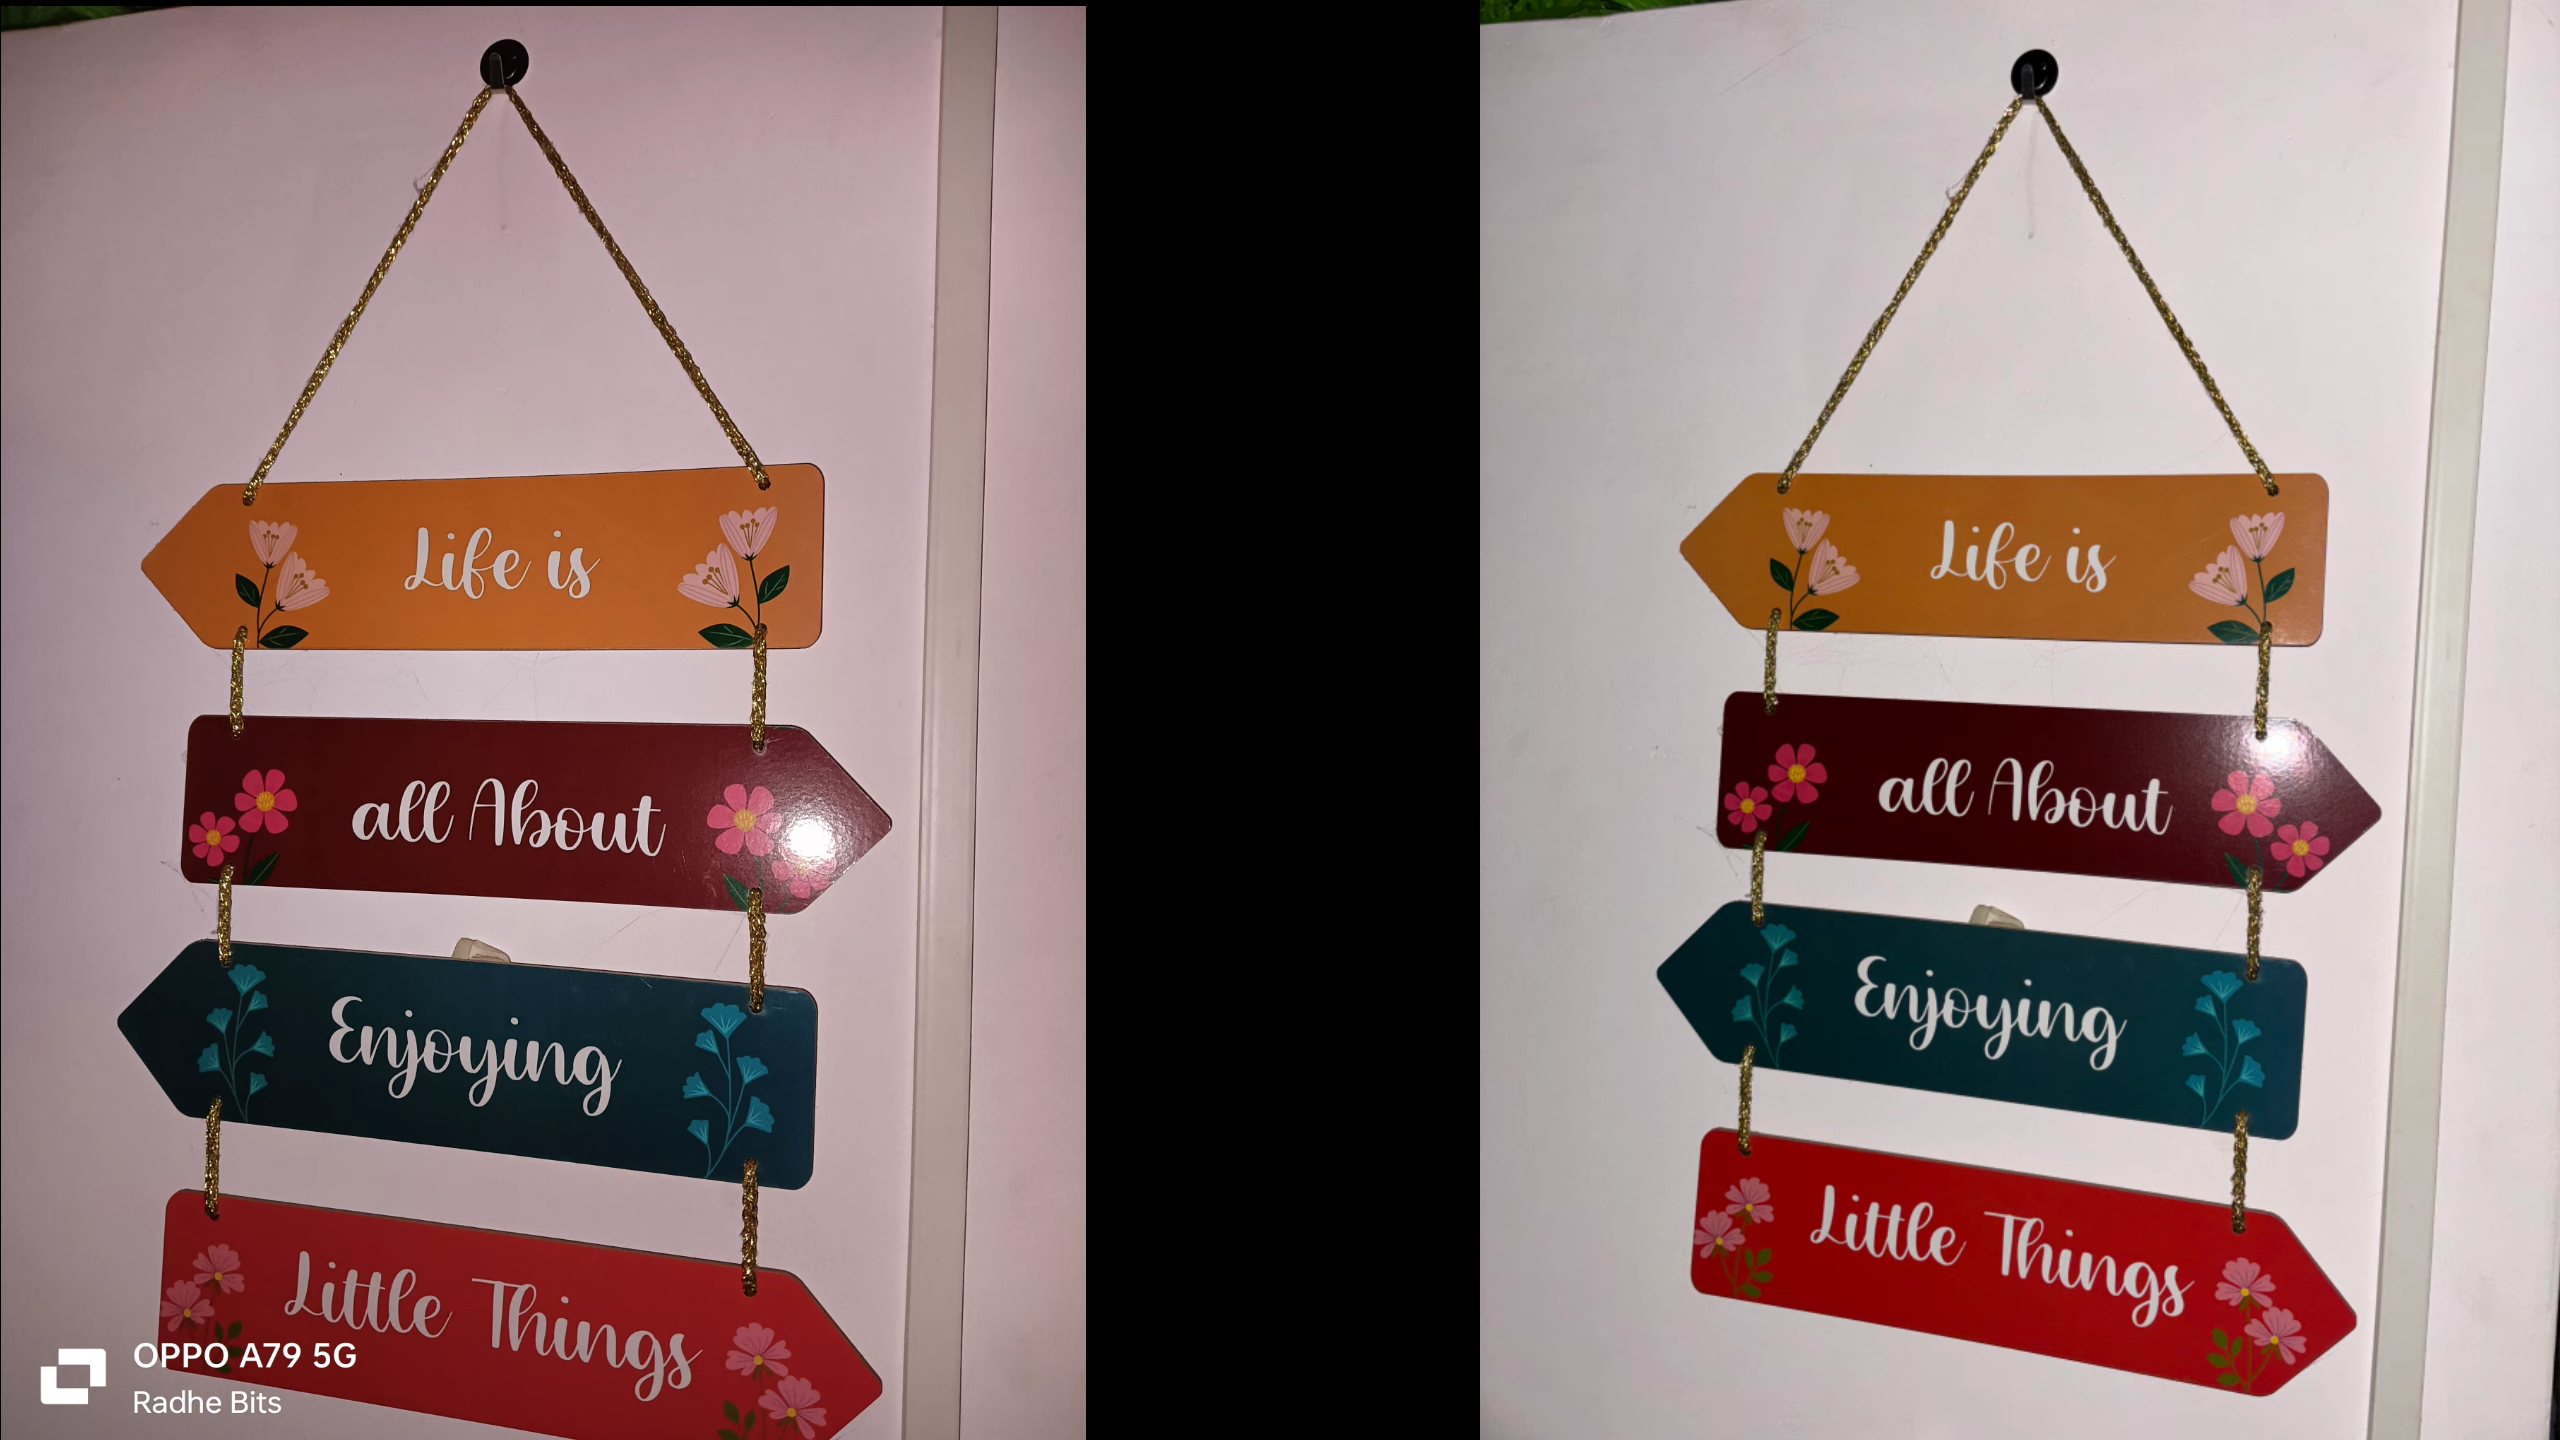 Life is
all About
Enjoying
Little Things
OPPO A79 5G
Radhe Bits
Life is
all About
Enjoying
Little Things